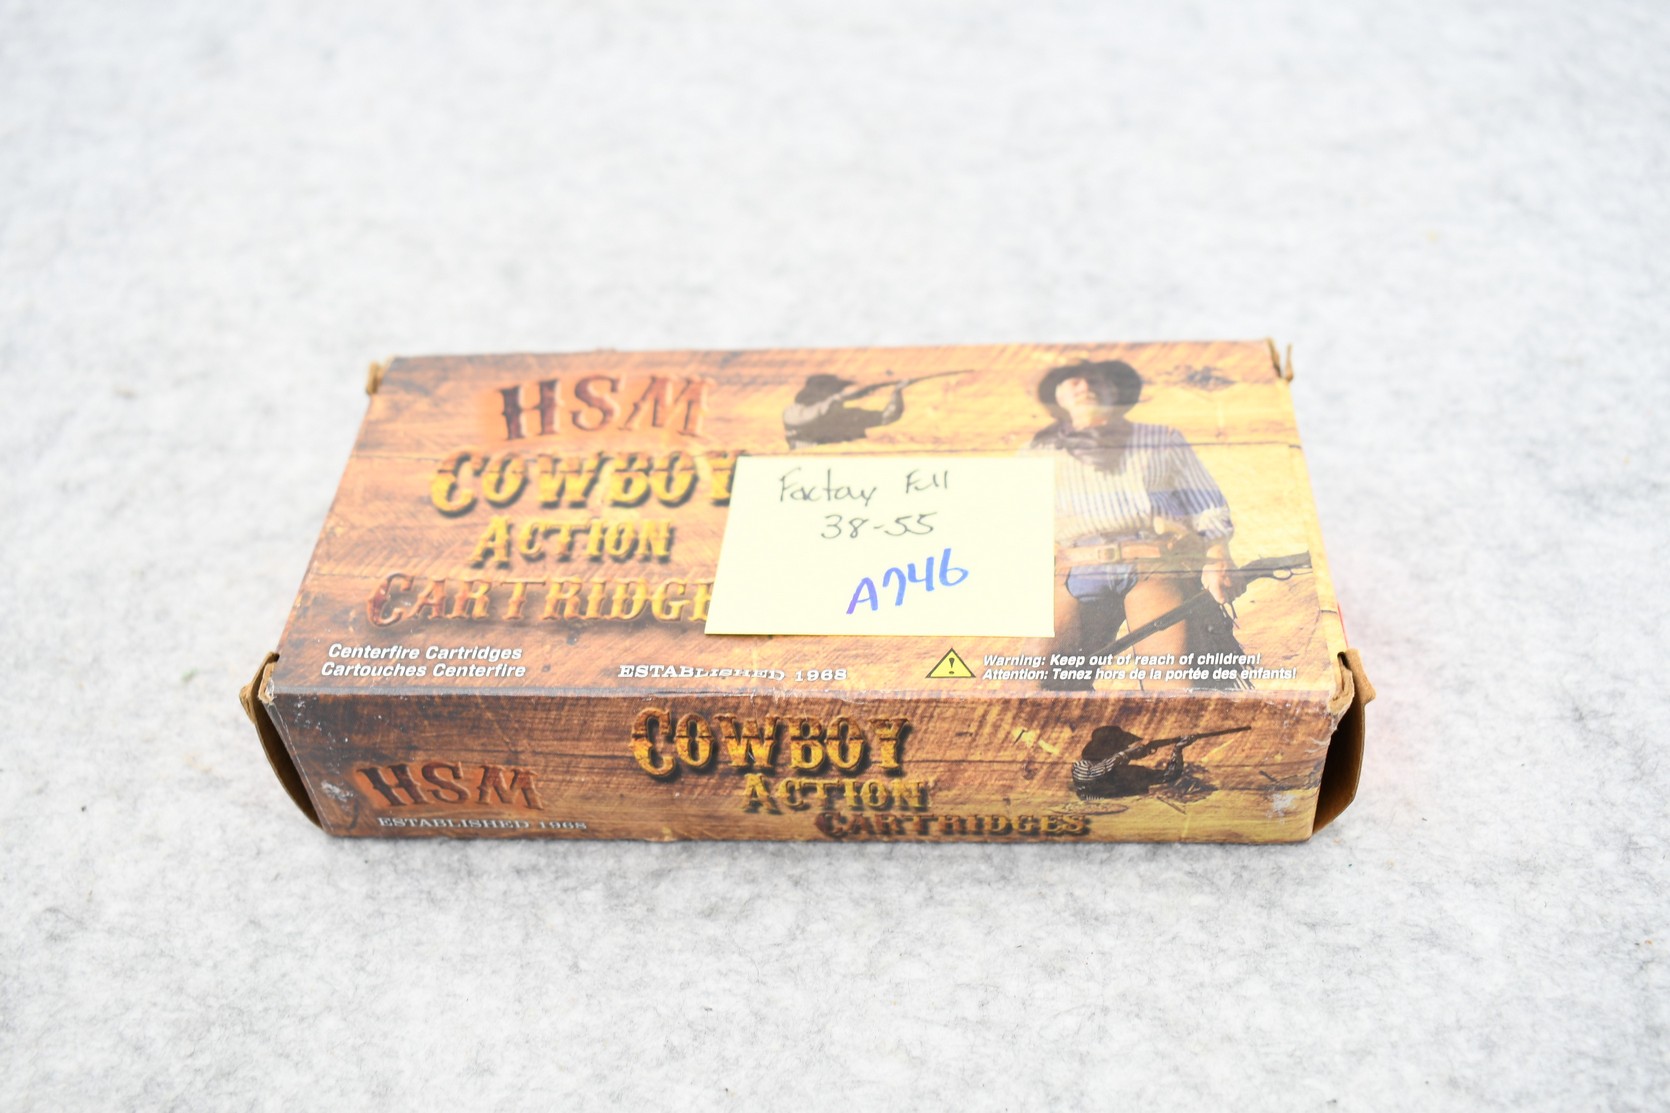 HSM
COWBOY
ACTION
CARTRIDGE
Factory Full
38-55
A746
Centerfire Cartridges
Cartouches Centerfire
ESTABLISHED 1968
Warning: Keep out of reach of children!
Attention: Tenez hors de la portée des enfants!
COWBOY
ACTION
CARTRIDGES
HSM
ESTABLISHED 1968